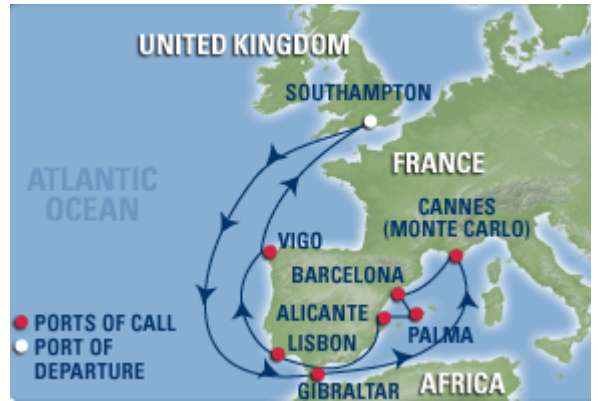 UNITED KINGDOM
SOUTHAMPTON
FRANCE
ATLANTIC
OCEAN
CANNES
(MONTE CARLO)
VIGO
BARCELONA
ALICANTE
PORTS OF CALL
LISBON
PALMA
PORT OF
DEPARTURE
GIBRALTAR
AFRICA